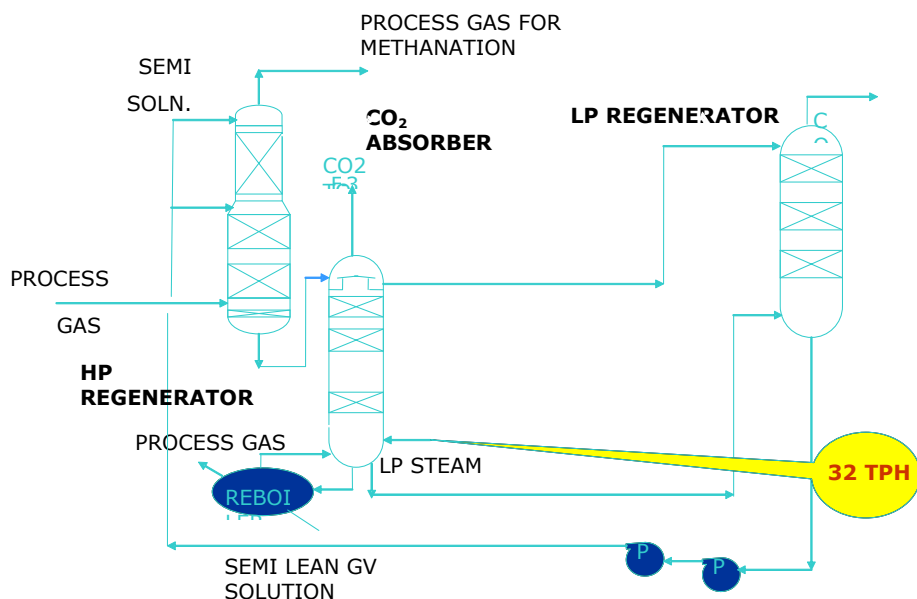 PROCESS GAS FOR
METHANATION
SEMI
SOLN.
CO₂
ABSORBER
LP REGENERATOR
CO2
PROCESS
GAS
HP
REGENERATOR
PROCESS GAS
LP STEAM
32 TPH
REBOI
P
P
SEMI LEAN GV
SOLUTION